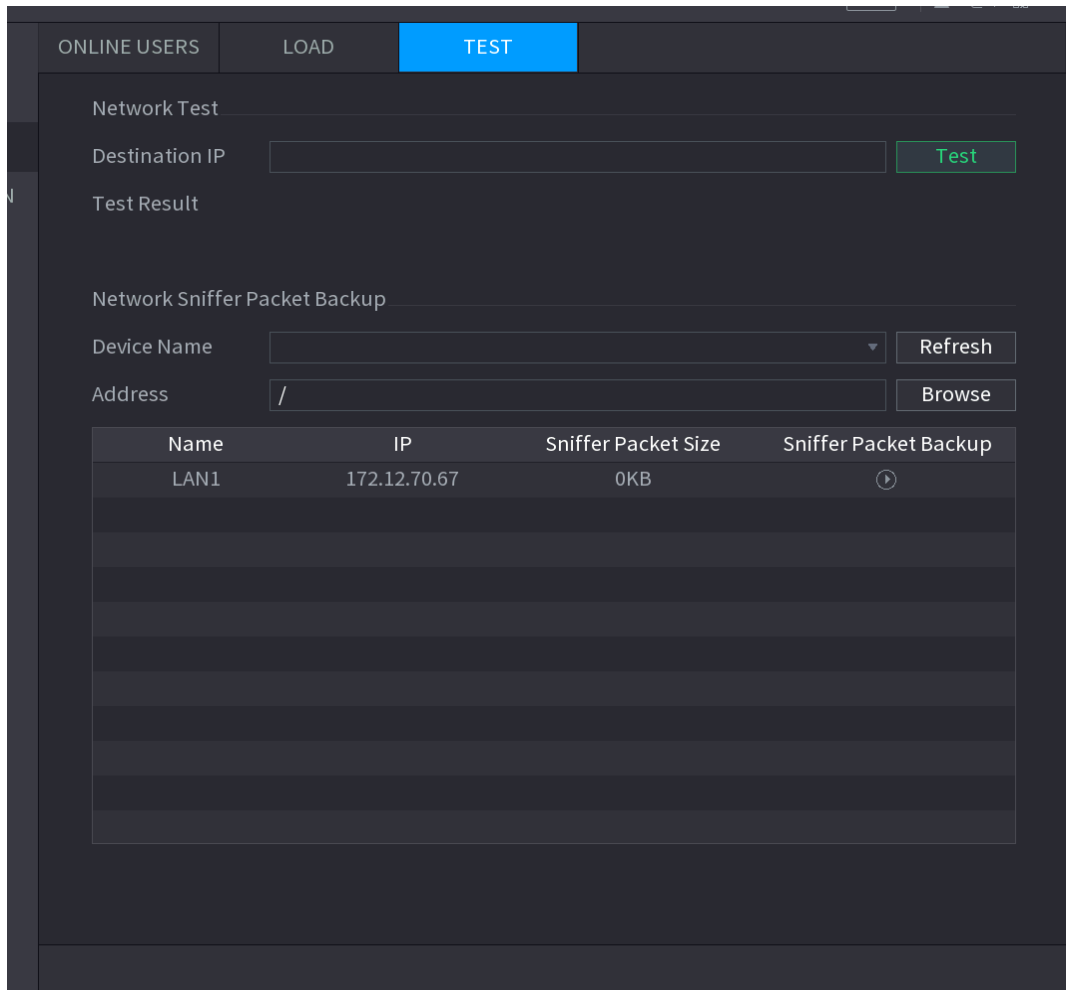 ONLINE USERS LOAD TEST
Network Test
Destination IP Test
Test Result
N
Network Sniffer Packet Backup
Device Name Refresh
Address / Browse
Name IP Sniffer Packet Size Sniffer Packet Backup
LAN1 172.12.70.67 0KB